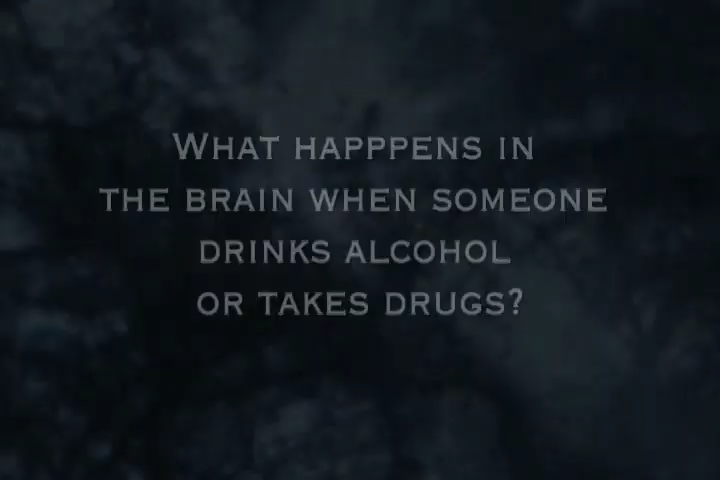 What happpens in
the brain when someone
drinks alcohol
or takes drugs?